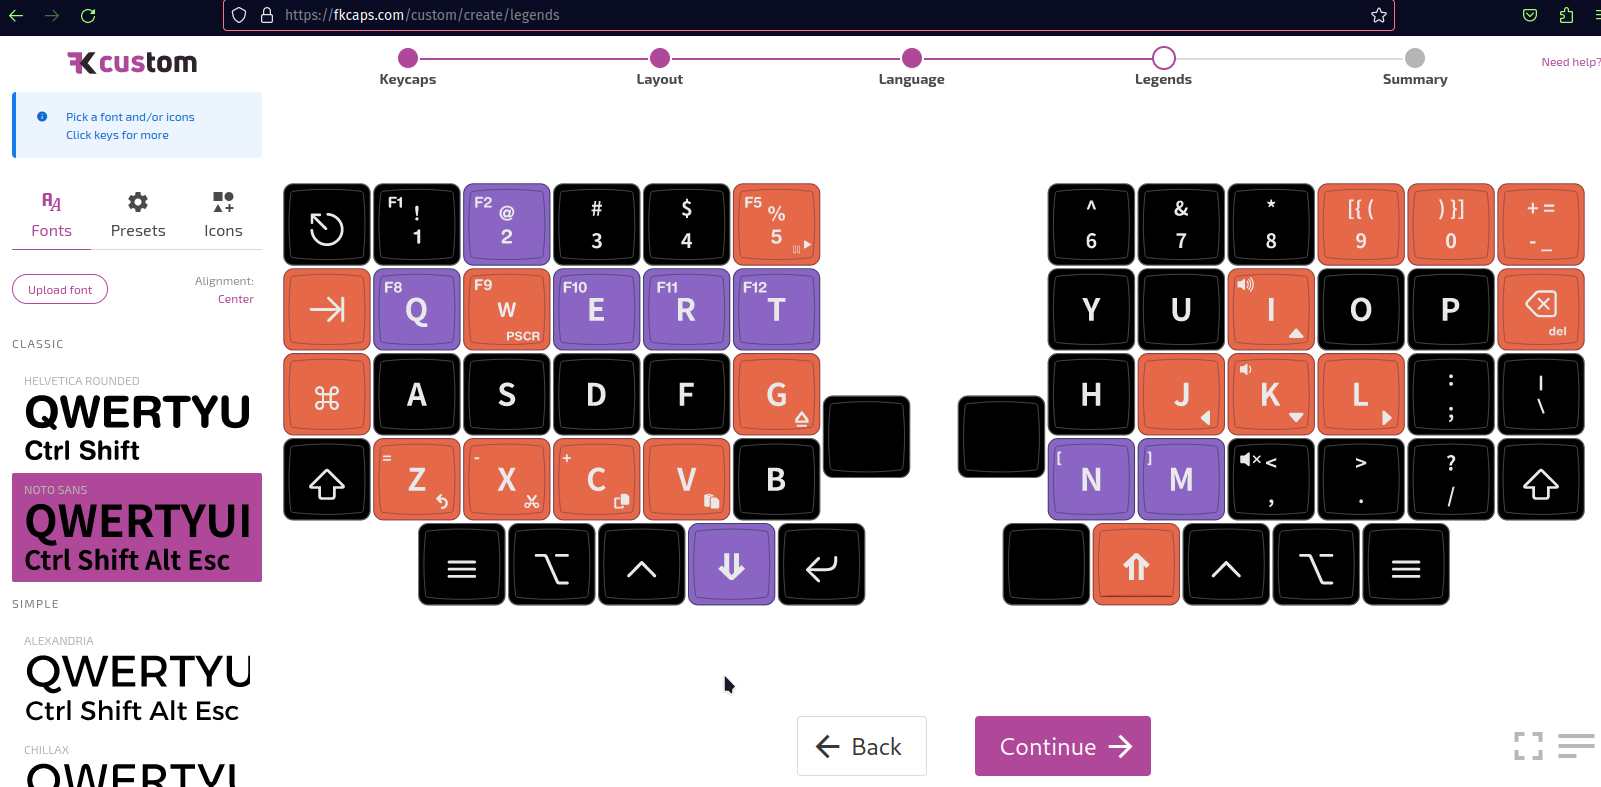 https://fkcaps.com/custom/create/legends
FK custom
Keycaps
Layout
Language
Legends
Summary
Need help?
Pick a font and/or icons
Click keys for more
Fonts
Presets
Icons
Upload font
Alignment:
Center
CLASSIC
HELVETICA ROUNDED
QWERTYU
Ctrl Shift
NOTO SANS
QWERTYUI
Ctrl Shift Alt Esc
SIMPLE
ALEXANDRIA
QWERTYU
Ctrl Shift Alt Esc
CHILLAX
QWERTYUI
F1 ! 1
F2 @ 2
# 3
$ 4
F5 % 5
^ 6
& 7
* 8
[{ ( 9
) }] 0
+ = - _
F8 Q
F9 W PSCR
F10 E
F11 R
F12 T
Y
U
I
O
P
del
⌘
A
S
D
F
G
H
J
K
L
: ;
| \
= Z
- X
+ C
V
B
[ N
] M
< ,
> .
? /
Back
Continue